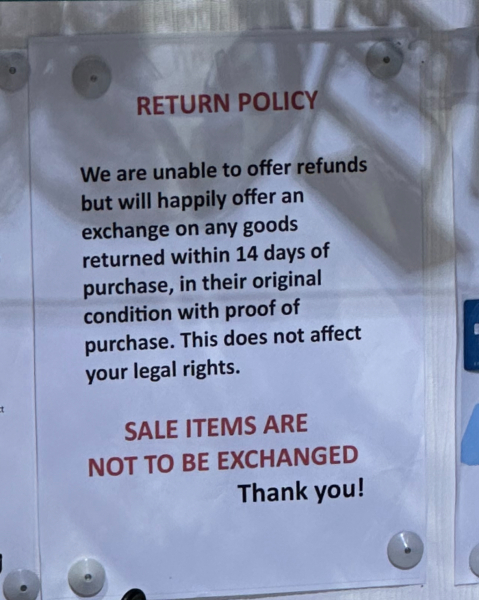 RETURN POLICY
We are unable to offer refunds
but will happily offer an
exchange on any goods
returned within 14 days of
purchase, in their original
condition with proof of
purchase. This does not affect
your legal rights.
SALE ITEMS ARE
NOT TO BE EXCHANGED
Thank you!